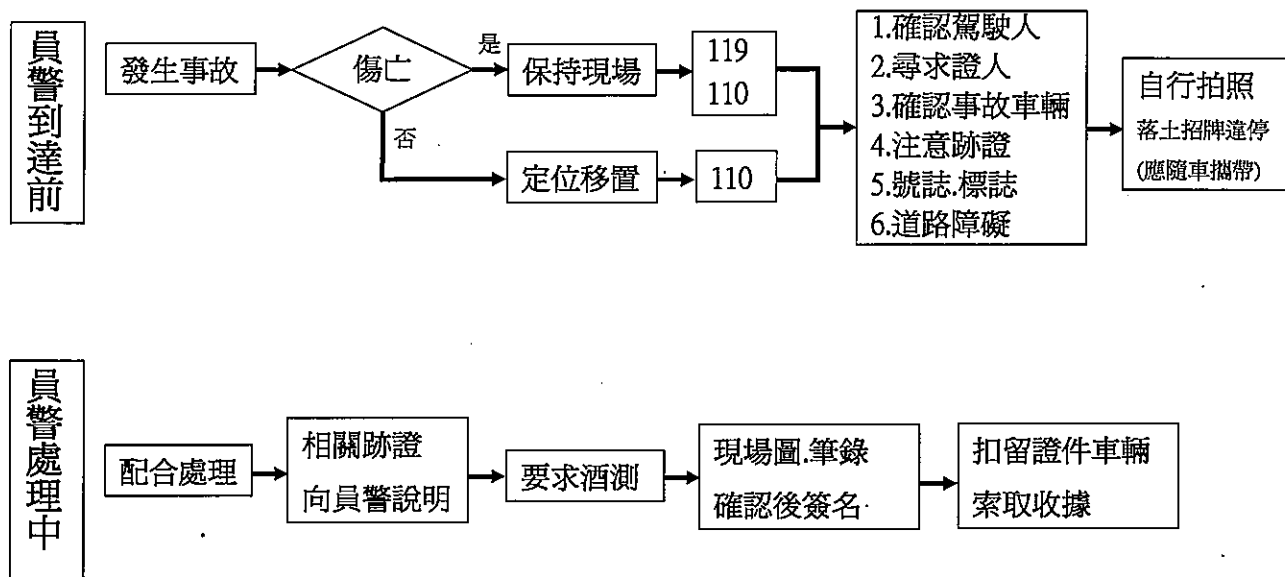 員警到達前
發生事故
傷亡
是
否
保持現場
定位移置
119
110
110
1.確認駕駛人
2.尋求證人
3.確認事故車輛
4.注意跡證
5.號誌.標誌
6.道路障礙
自行拍照
落土招牌違停
(應隨車攜帶)
員警處理中
配合處理
相關跡證
向員警說明
要求酒測
現場圖.筆錄
確認後簽名
扣留證件車輛
索取收據